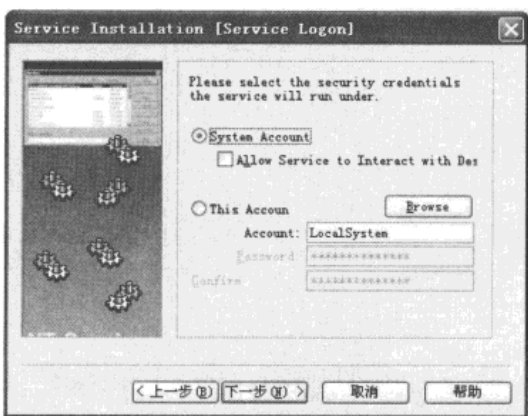 Service Installation [Service Logon]
Please select the security credentials
the service will run under.
System Account
Allow Service to Interact with Des
This Accoun
Browse
Account: LocalSystem
Password **************
Confirm **************
< 上一步(B) 下一步(N) > 取消 帮助